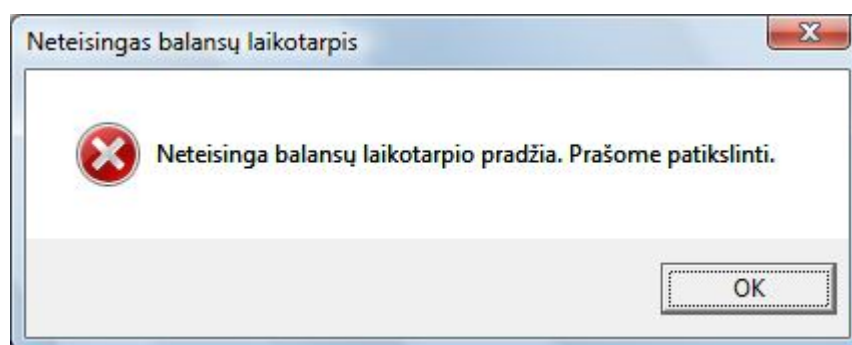 Neteisingas balansų laikotarpis
Neteisinga balansų laikotarpio pradžia. Prašome patikslinti.
OK